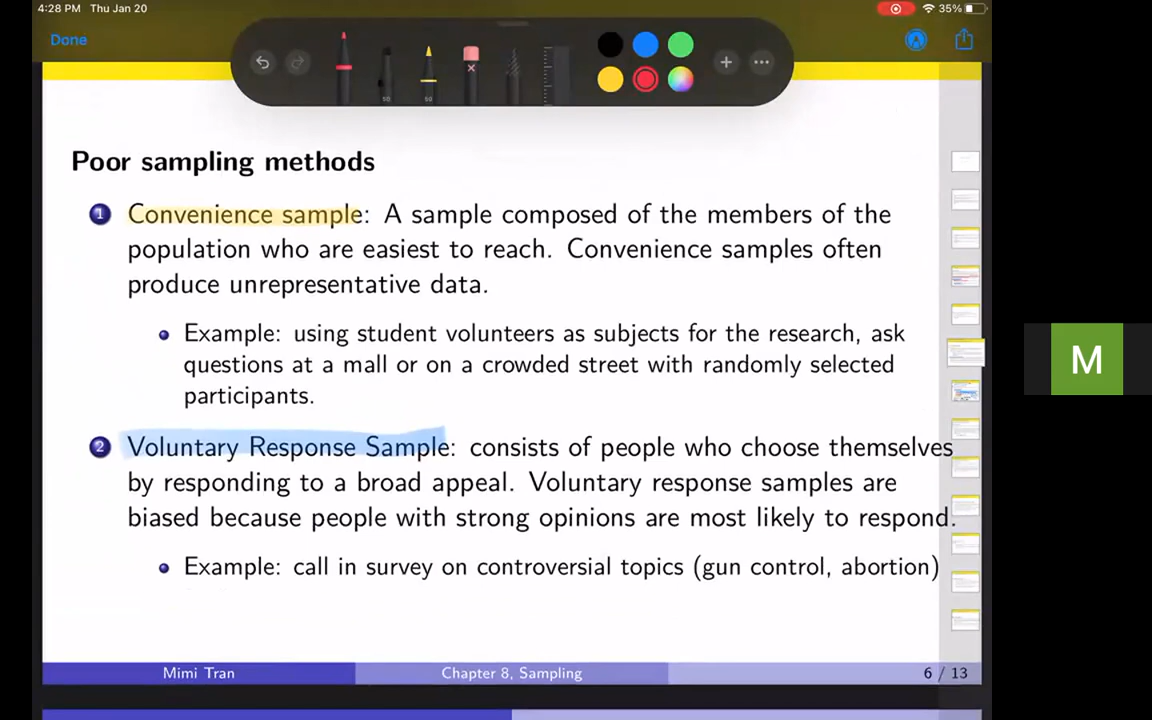 4:28 PM Thu Jan 20
35%
Done
50
50
Poor sampling methods
1 Convenience sample: A sample composed of the members of the
population who are easiest to reach. Convenience samples often
produce unrepresentative data.
Example: using student volunteers as subjects for the research, ask
questions at a mall or on a crowded street with randomly selected
participants.
2 Voluntary Response Sample: consists of people who choose themselves
by responding to a broad appeal. Voluntary response samples are
biased because people with strong opinions are most likely to respond.
Example: call in survey on controversial topics (gun control, abortion)
M
Mimi Tran
Chapter 8, Sampling
6 / 13